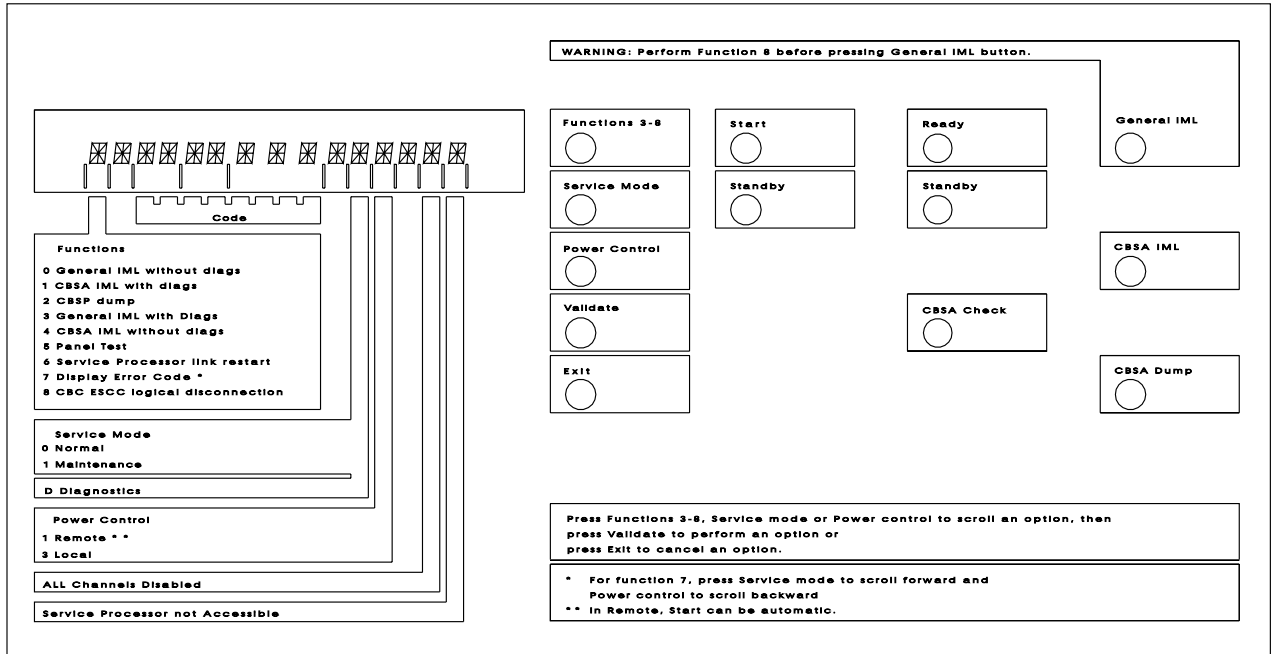 WARNING: Perform Function 8 before pressing General IML button.
Functions 3-8
Start
Ready
General IML
Service Mode
Standby
Standby
Code
Functions
0 General IML without diags
1 CBSA IML with diags
2 CBSP dump
3 General IML with Diags
4 CBSA IML without diags
5 Panel Test
6 Service Processor link restart
7 Display Error Code *
8 CBC ESCC logical disconnection
Power Control
CBSA IML
Validate
CBSA Check
Exit
CBSA Dump
Service Mode
0 Normal
1 Maintenance
D Diagnostics
Power Control
1 Remote * *
3 Local
ALL Channels Disabled
Service Processor not Accessible
Press Functions 3-8, Service mode or Power control to scroll an option, then
press Validate to perform an option or
press Exit to cancel an option.
* For function 7, press Service mode to scroll forward and
Power control to scroll backward
* * In Remote, Start can be automatic.